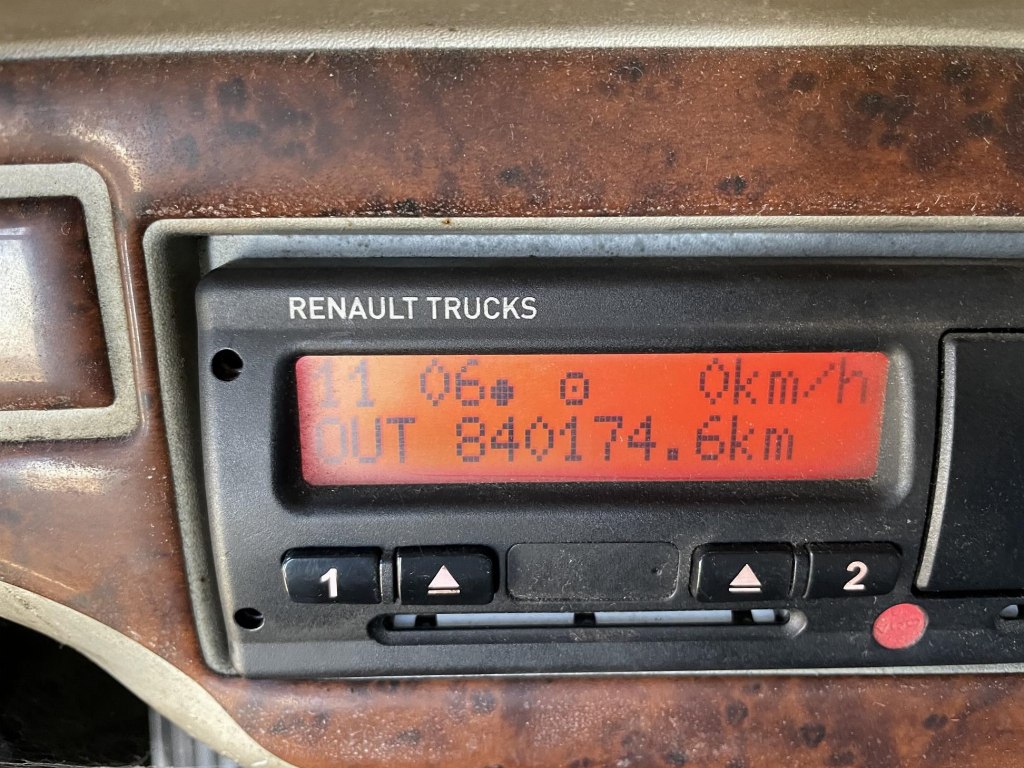 RENAULT TRUCKS
11 06 0km/h
OUT 840174.6km
1 2